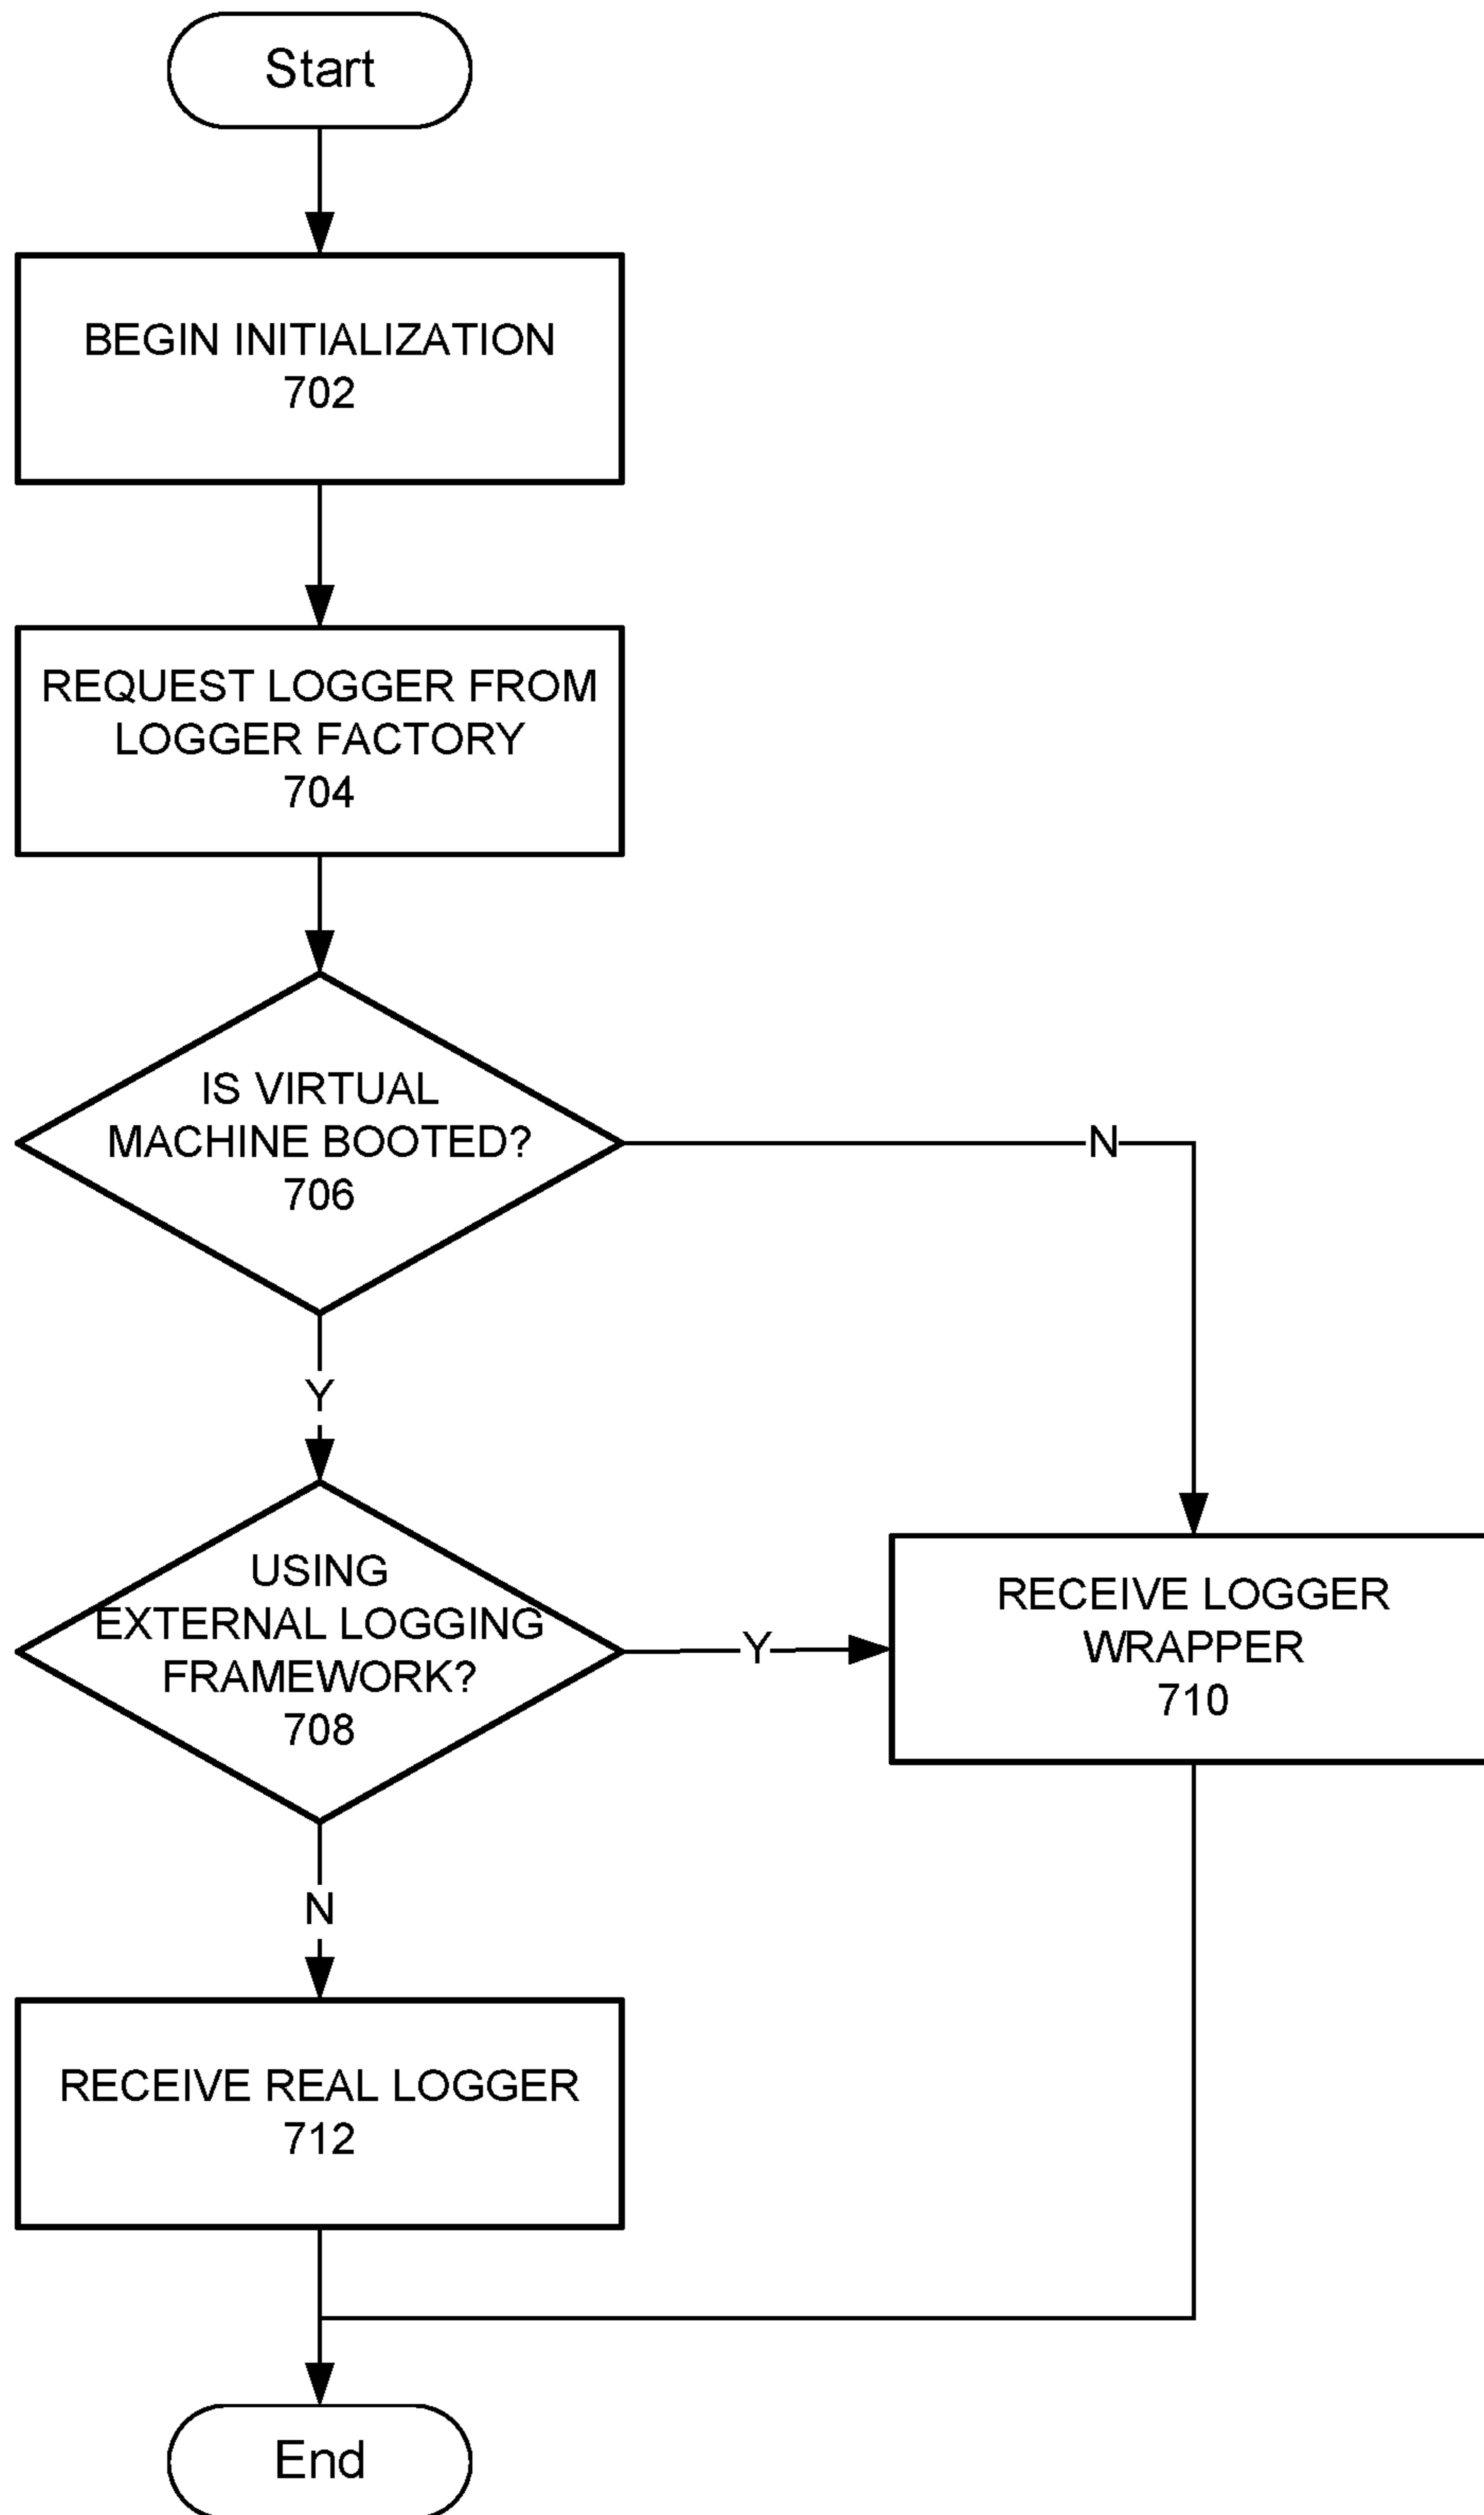 Start
BEGIN INITIALIZATION
702
REQUEST LOGGER FROM
LOGGER FACTORY
704
IS VIRTUAL
MACHINE BOOTED?
706
N
Y
USING
EXTERNAL LOGGING
FRAMEWORK?
708
Y
RECEIVE LOGGER
WRAPPER
710
N
RECEIVE REAL LOGGER
712
End